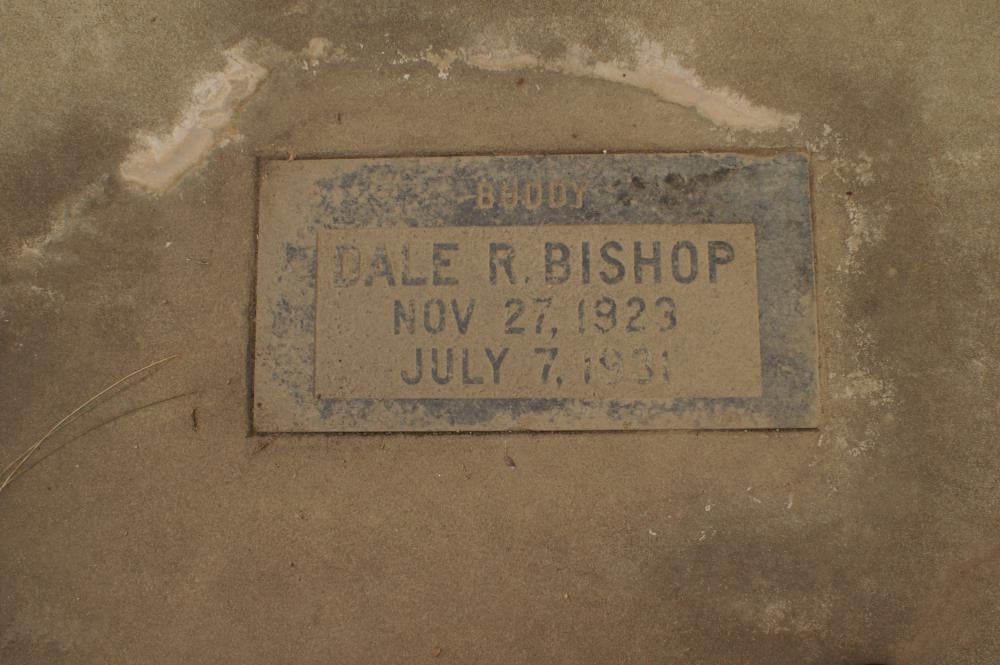 BUDDY
DALE R. BISHOP
NOV 27, 1923
JULY 7, 1931